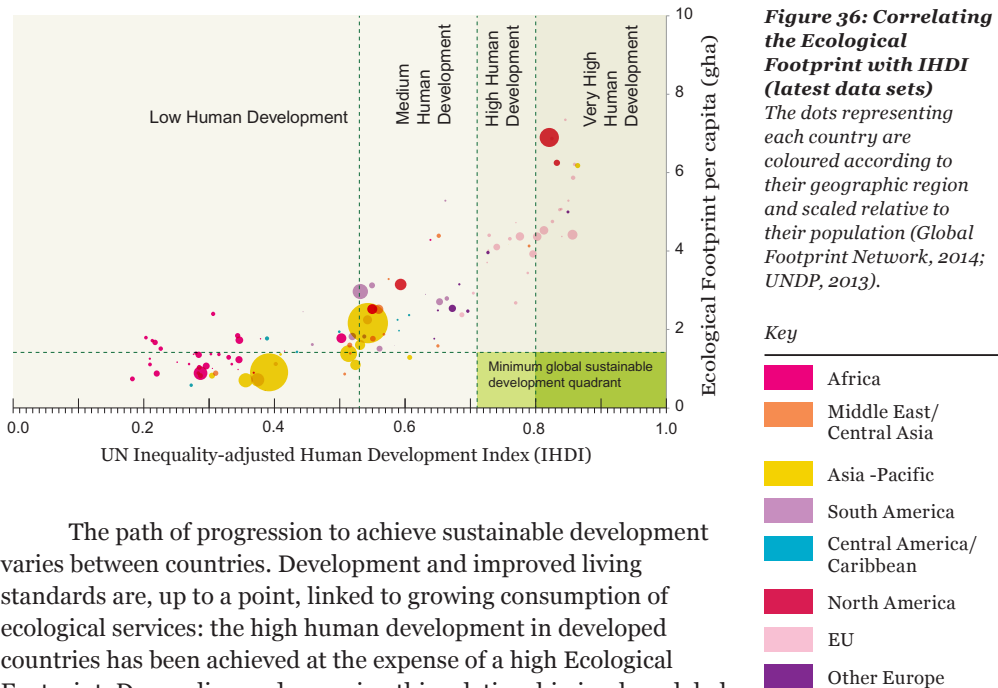 10
8
6
4
2
0
Ecological Footprint per capita (gha)
Low Human Development
Medium
Human
Development
High Human
Development
Very High
Human
Development
Minimum global sustainable
development quadrant
0.0 0.2 0.4 0.6 0.8 1.0
UN Inequality-adjusted Human Development Index (IHDI)
Figure 36: Correlating
the Ecological
Footprint with IHDI
(latest data sets)
The dots representing
each country are
coloured according to
their geographic region
and scaled relative to
their population (Global
Footprint Network, 2014;
UNDP, 2013).
Key
Africa
Middle East/
Central Asia
Asia -Pacific
South America
Central America/
Caribbean
North America
EU
Other Europe
The path of progression to achieve sustainable development
varies between countries. Development and improved living
standards are, up to a point, linked to growing consumption of
ecological services: the high human development in developed
countries has been achieved at the expense of a high Ecological